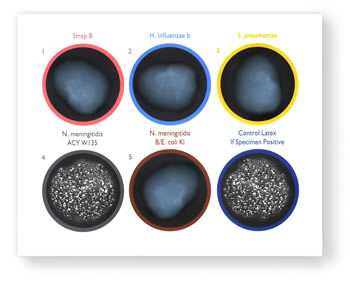 Strep B
H. Influenzae b
S. pneumoniae
1
2
3
N. meningitidis
ACY W135
N. meningitidis
B/E. coli K1
Control Latex
If Specimen Positive
4
5